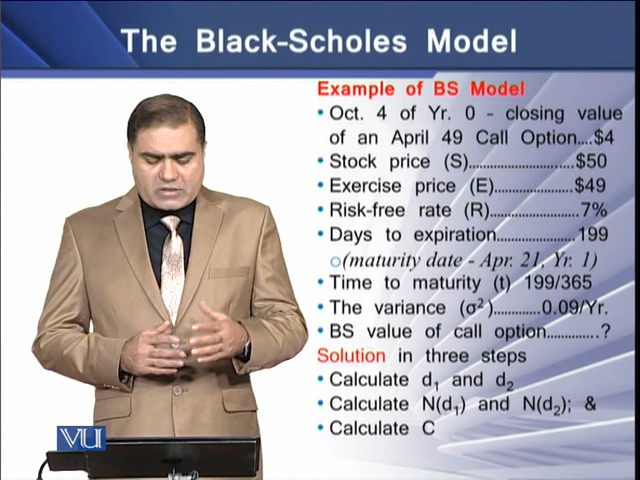 The Black-Scholes Model
Example of BS Model
• Oct. 4 of Yr. 0 - closing value
of an April 49 Call Option....$4
• Stock price (S)..........................$50
• Exercise price (E)....................$49
• Risk-free rate (R)......................7%
• Days to expiration....................199
o(maturity date - Apr. 21, Yr. 1)
• Time to maturity (t) 199/365
• The variance (σ²)............0.09/Yr.
• BS value of call option..............?
Solution in three steps
• Calculate d₁ and d₂
• Calculate N(d₁) and N(d₂); &
• Calculate C
VU